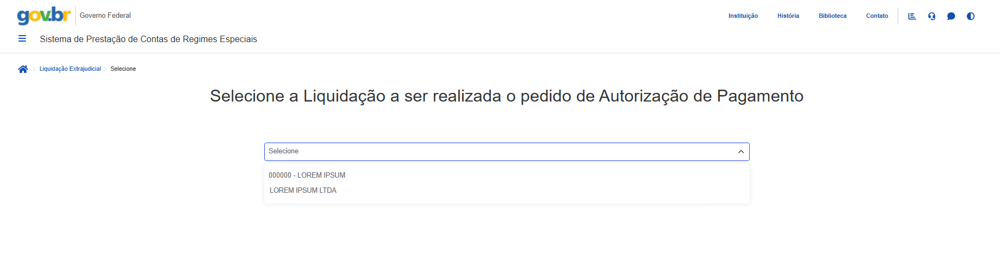 gov.br
Governo Federal
Instituição
História
Biblioteca
Contato
Sistema de Prestação de Contas de Regimes Especiais
Liquidação Extrajudicial
Selecione
Selecione a Liquidação a ser realizada o pedido de Autorização de Pagamento
Selecione
000000 - LOREM IPSUM
LOREM IPSUM LTDA